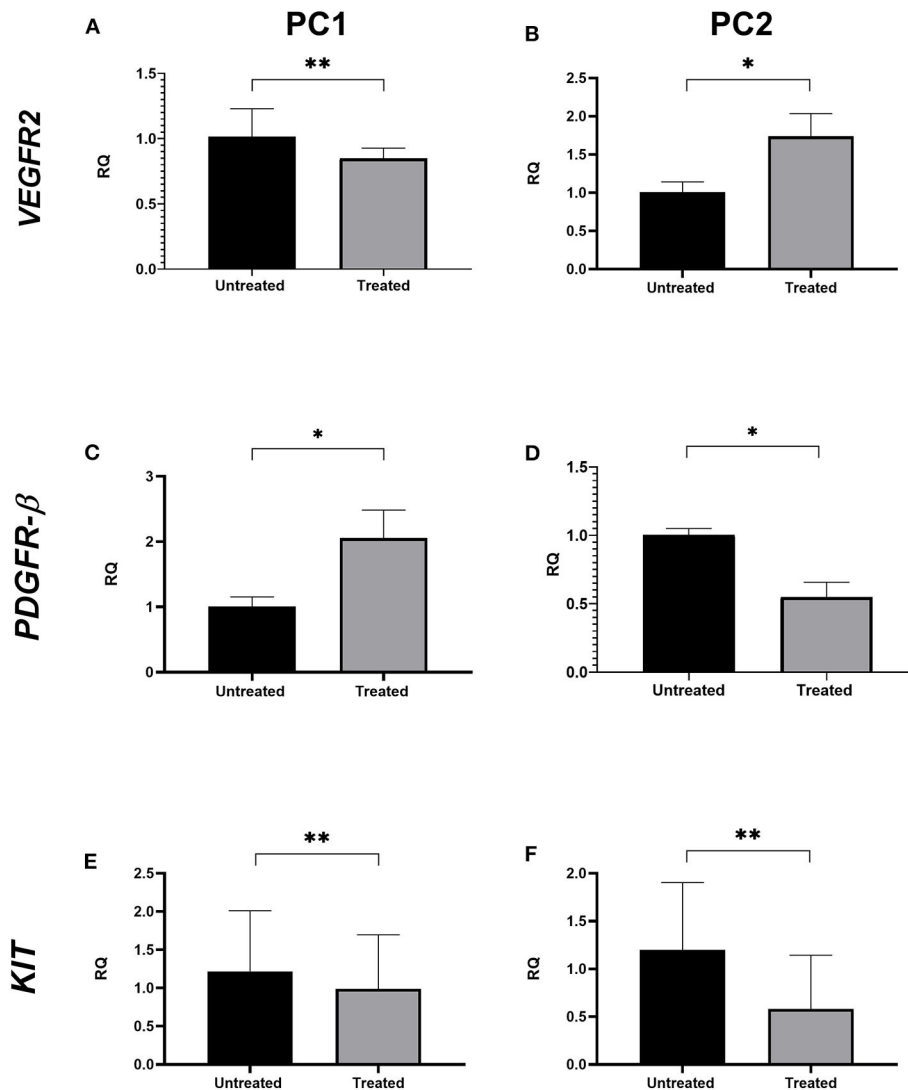 PC1
PC2
A
**
VEGFR2
RQ
1.5
1.0
0.5
0.0
Untreated
Treated
B
*
RQ
2.5
2.0
1.5
1.0
0.5
0.0
Untreated
Treated
C
*
PDGFR-β
RQ
3
2
1
0
Untreated
Treated
D
*
RQ
1.5
1.0
0.5
0.0
Untreated
Treated
E
**
KIT
RQ
2.5
2.0
1.5
1.0
0.5
0.0
Untreated
Treated
F
**
RQ
2.0
1.5
1.0
0.5
0.0
Untreated
Treated